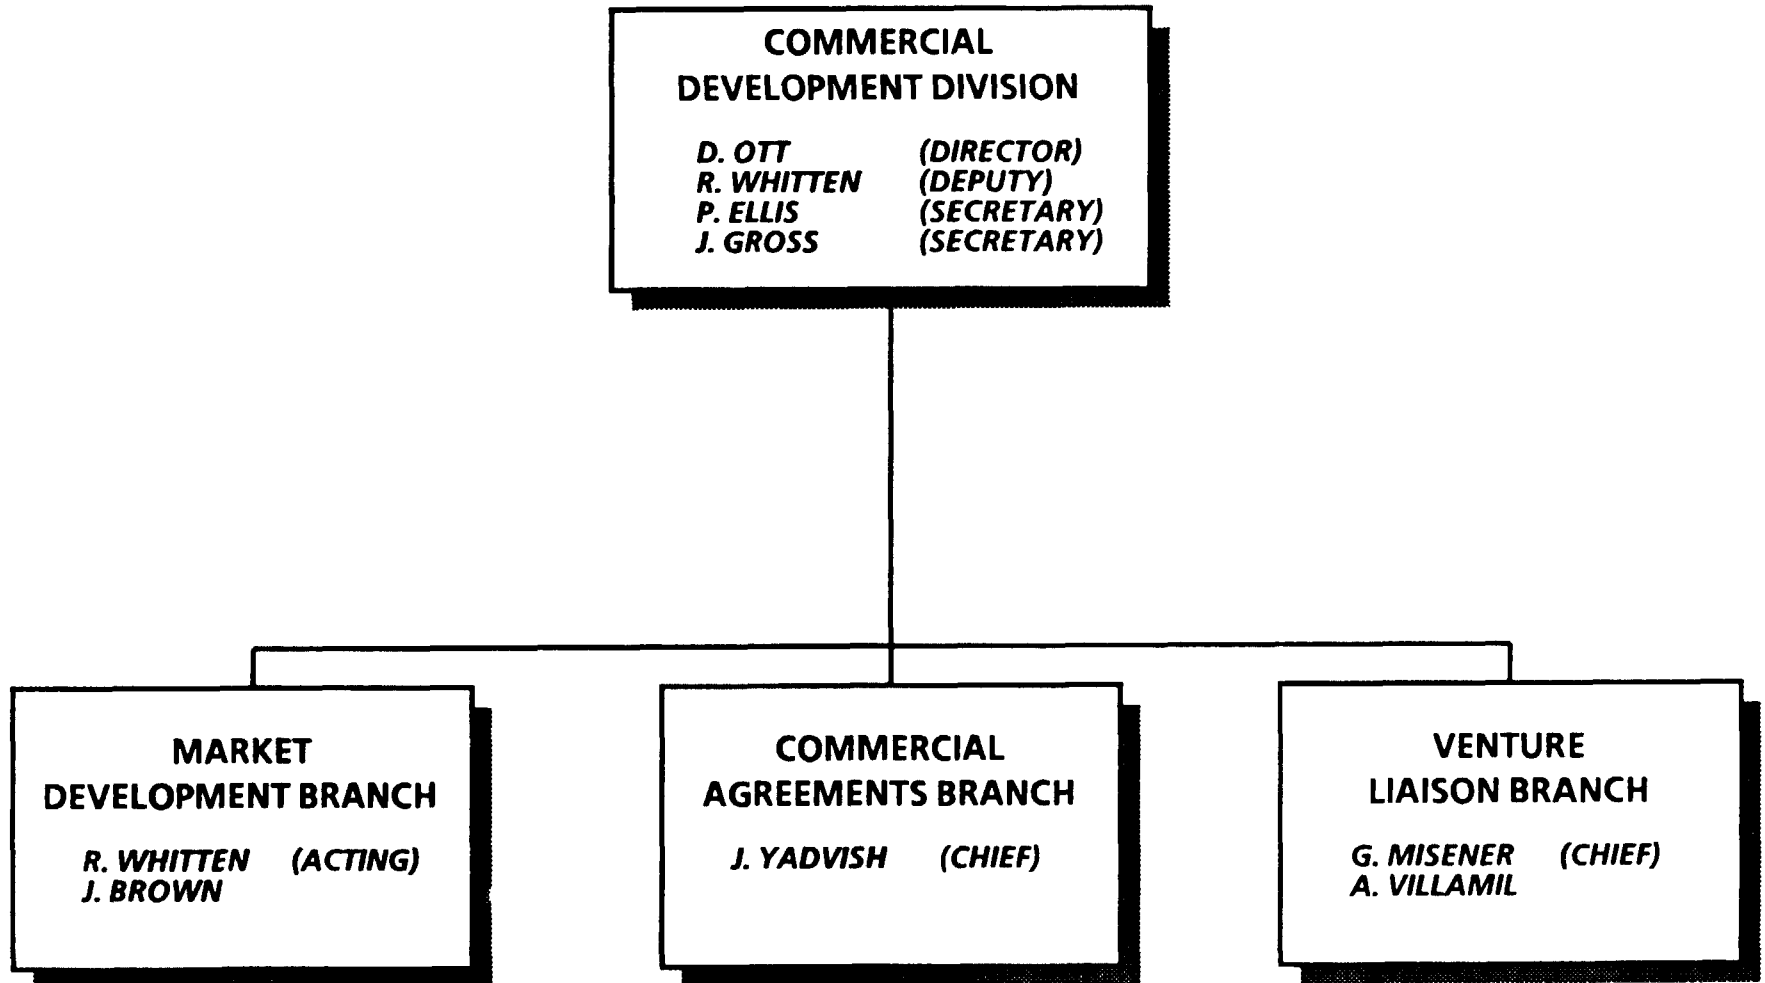 COMMERCIAL
DEVELOPMENT DIVISION
D. OTT (DIRECTOR)
R. WHITTEN (DEPUTY)
P. ELLIS (SECRETARY)
J. GROSS (SECRETARY)
MARKET
DEVELOPMENT BRANCH
R. WHITTEN (ACTING)
J. BROWN
COMMERCIAL
AGREEMENTS BRANCH
J. YADVISH (CHIEF)
VENTURE
LIAISON BRANCH
G. MISENER (CHIEF)
A. VILLAMIL